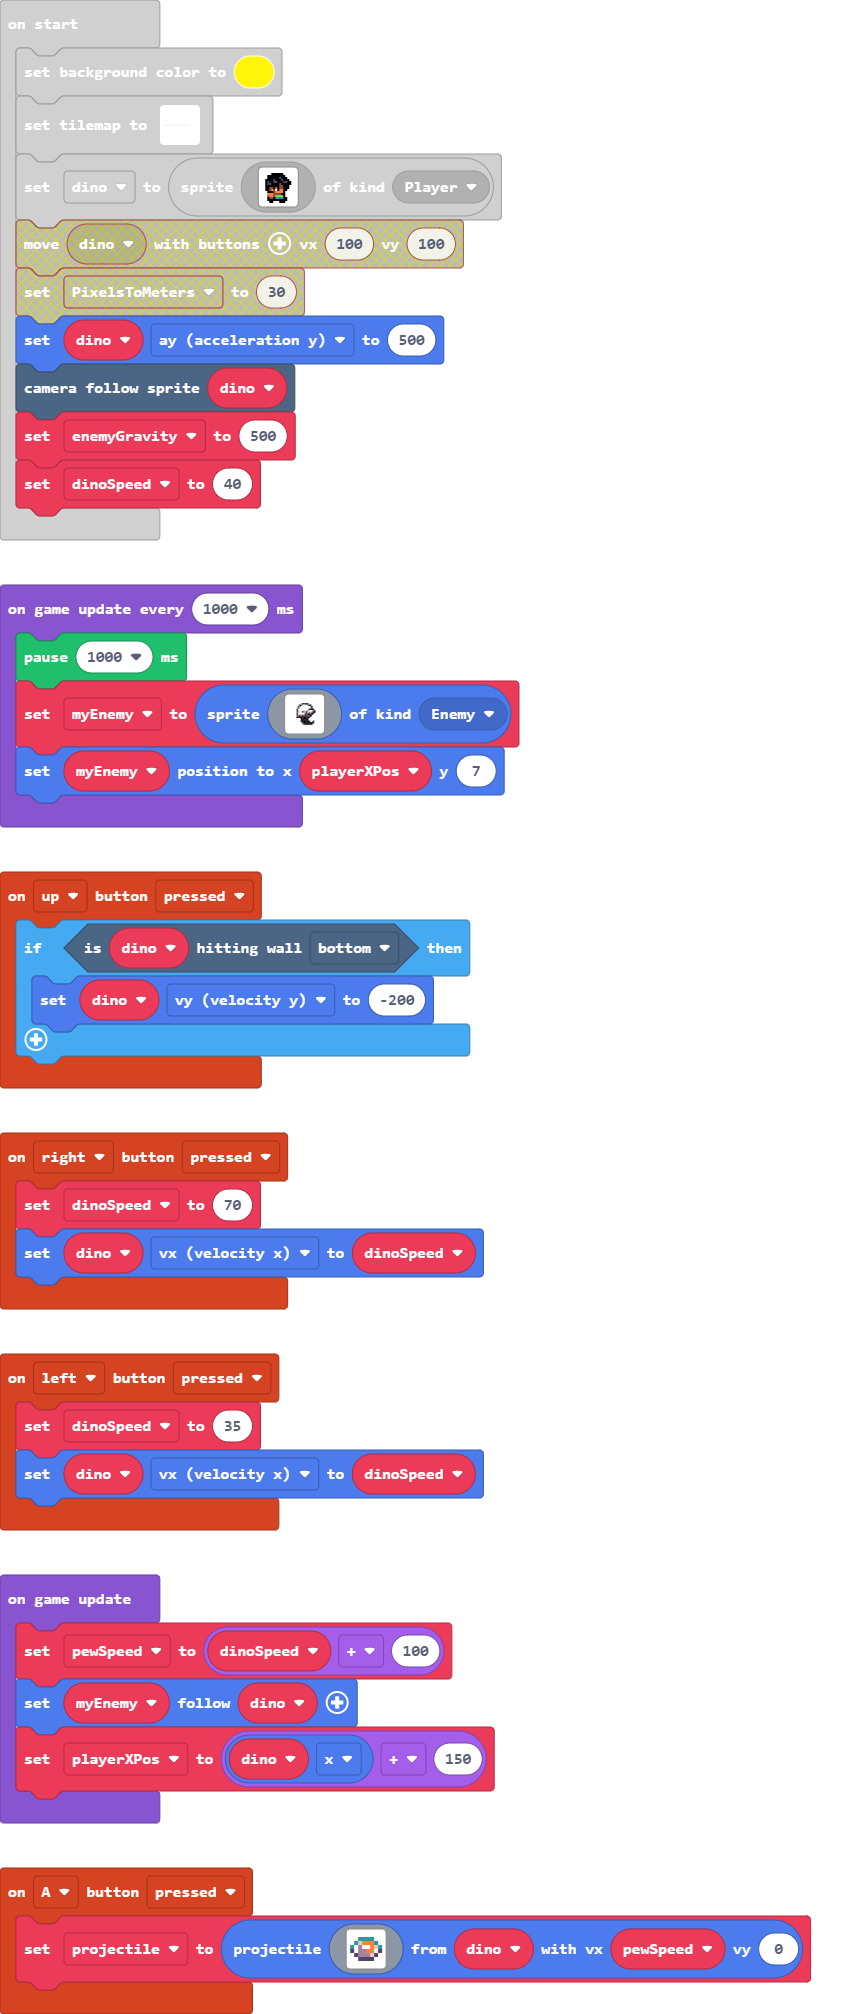 on start
set background color to
set tilemap to
set dino to sprite of kind Player
move dino with buttons vx 100 vy 100
set PixelsToMeters to 30
set dino ay (acceleration y) to 500
camera follow sprite dino
set enemyGravity to 500
set dinoSpeed to 40
on game update every 1000 ms
pause 1000 ms
set myEnemy to sprite of kind Enemy
set myEnemy position to x playerXPos y 7
on up button pressed
if is dino hitting wall bottom then
set dino vy (velocity y) to -200
on right button pressed
set dinoSpeed to 70
set dino vx (velocity x) to dinoSpeed
on left button pressed
set dinoSpeed to 35
set dino vx (velocity x) to dinoSpeed
on game update
set pewSpeed to dinoSpeed + 100
set myEnemy follow dino
set playerXPos to dino x + 150
on A button pressed
set projectile to projectile from dino with vx pewSpeed vy 0